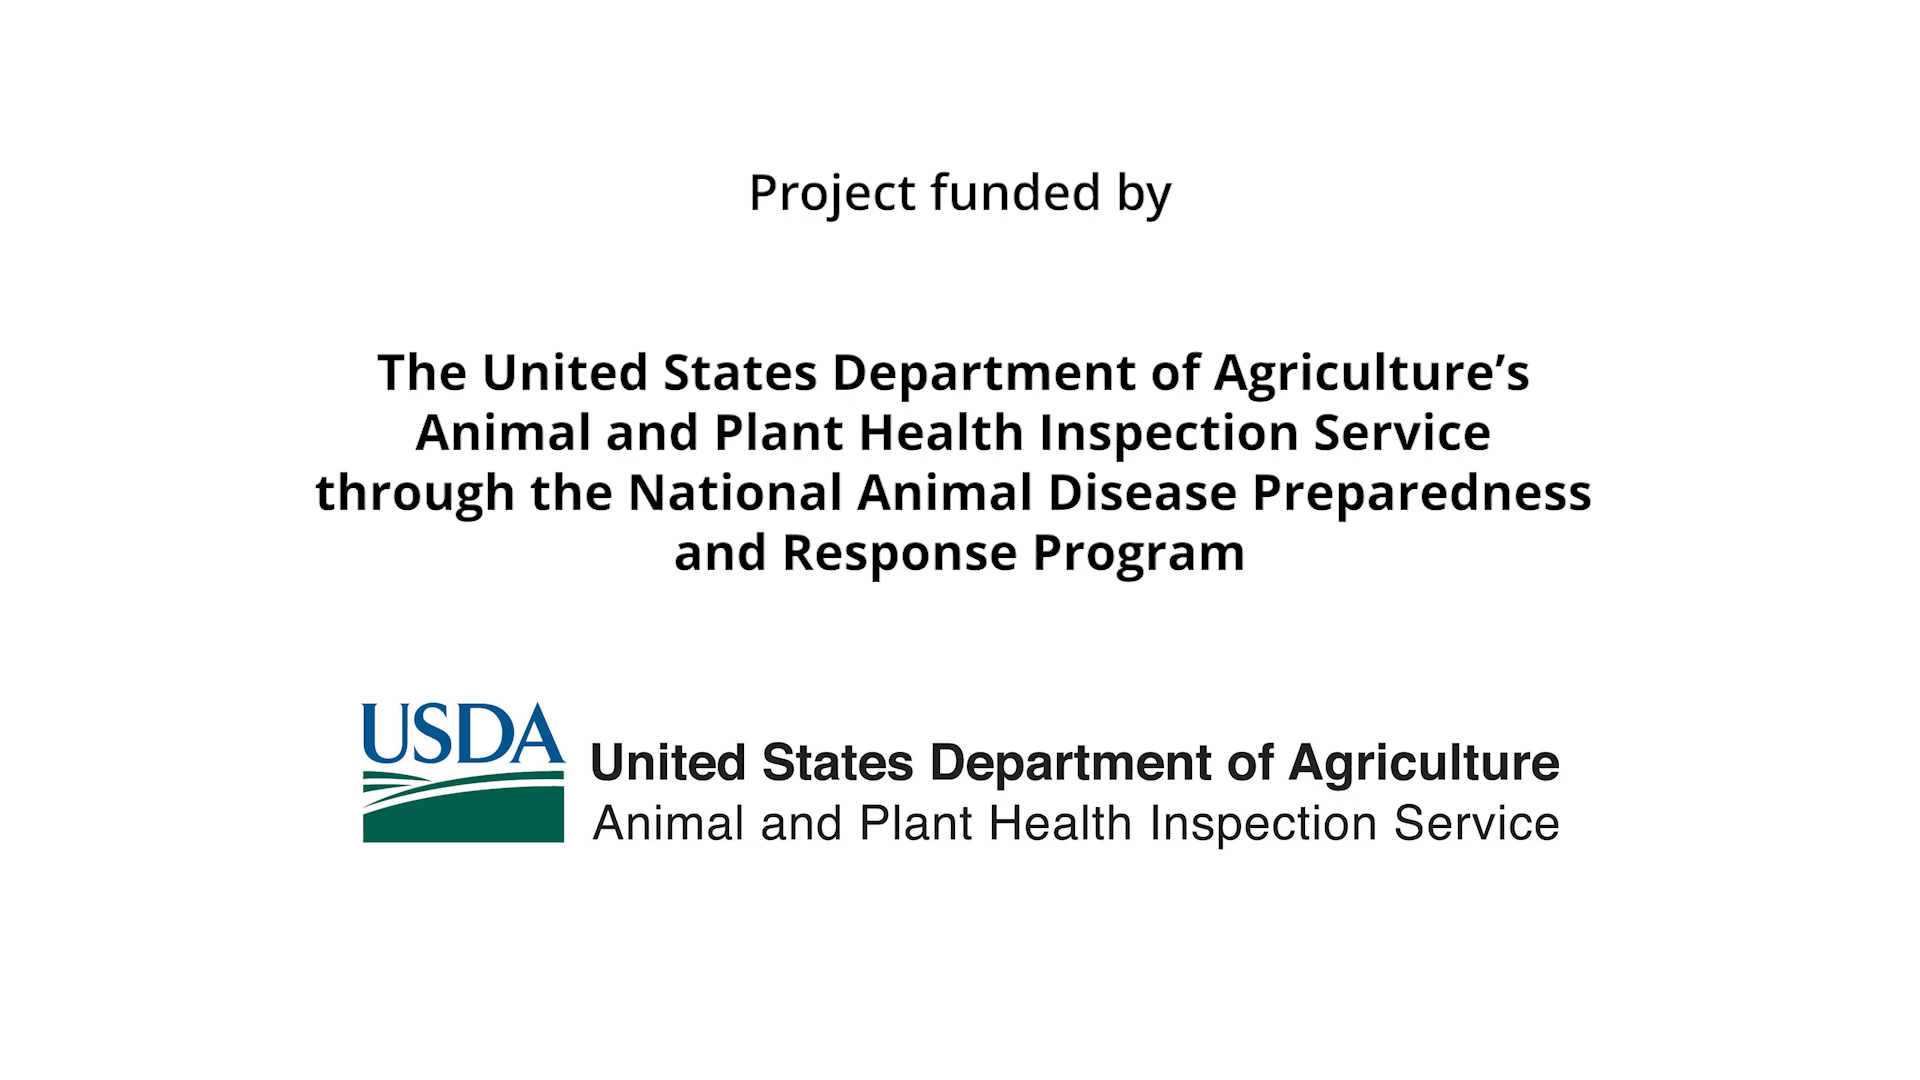 Project funded by
The United States Department of Agriculture’s
Animal and Plant Health Inspection Service
through the National Animal Disease Preparedness
and Response Program
USDA
United States Department of Agriculture
Animal and Plant Health Inspection Service